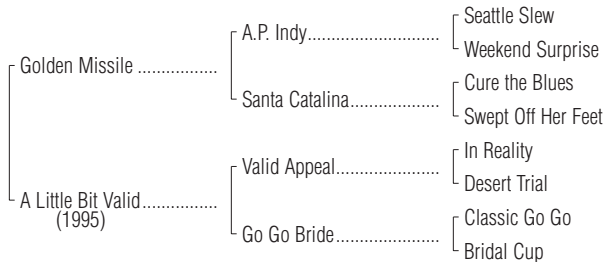 Seattle Slew
A.P. Indy
Weekend Surprise
Golden Missile
Cure the Blues
Santa Catalina
Swept Off Her Feet
In Reality
Valid Appeal
Desert Trial
A Little Bit Valid
(1995)
Classic Go Go
Go Go Bride
Bridal Cup